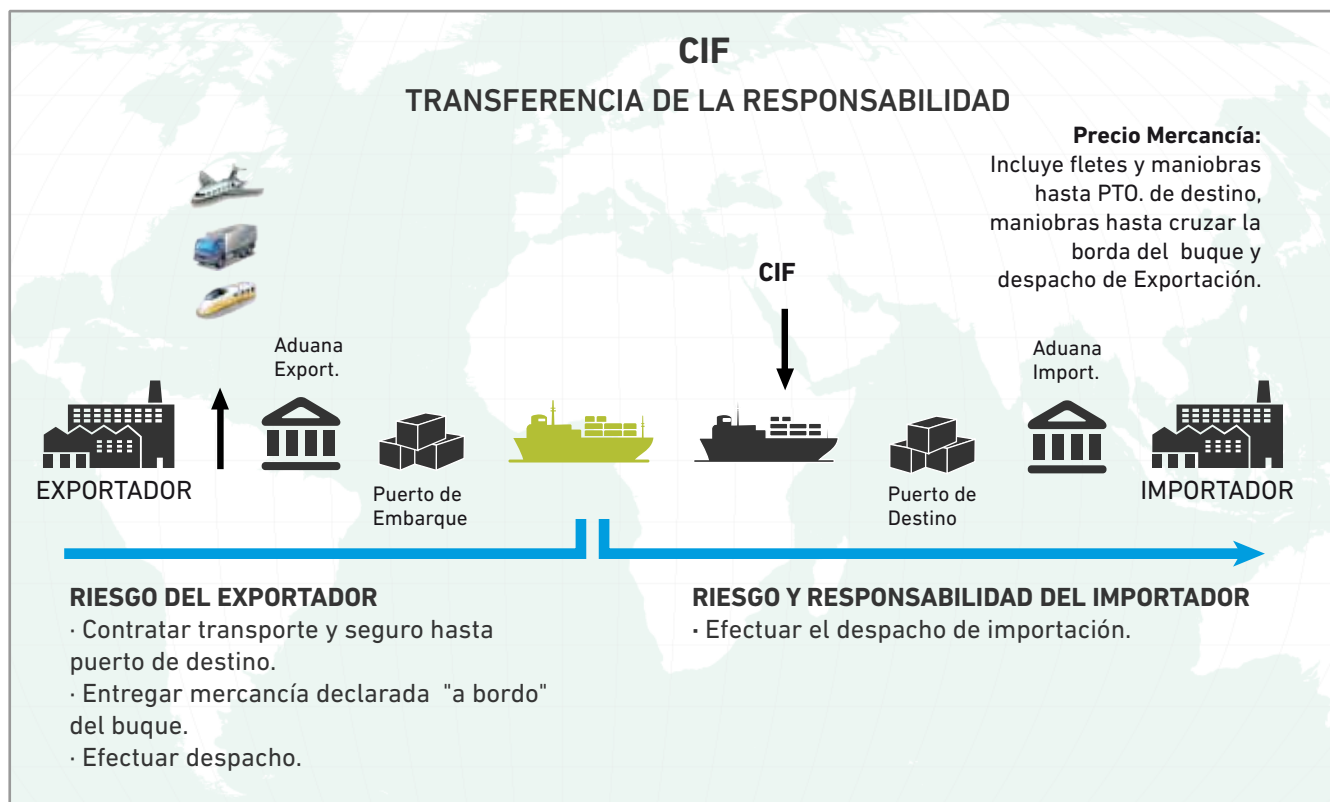 CIF
TRANSFERENCIA DE LA RESPONSABILIDAD
Precio Mercancía:
Incluye fletes y maniobras
hasta PTO. de destino,
maniobras hasta cruzar la
borda del buque y
despacho de Exportación.
CIF
Aduana
Export.
Aduana
Import.
EXPORTADOR
Puerto de
Embarque
Puerto de
Destino
IMPORTADOR
RIESGO DEL EXPORTADOR
· Contratar transporte y seguro hasta
puerto de destino.
· Entregar mercancía declarada "a bordo"
del buque.
· Efectuar despacho.
RIESGO Y RESPONSABILIDAD DEL IMPORTADOR
· Efectuar el despacho de importación.